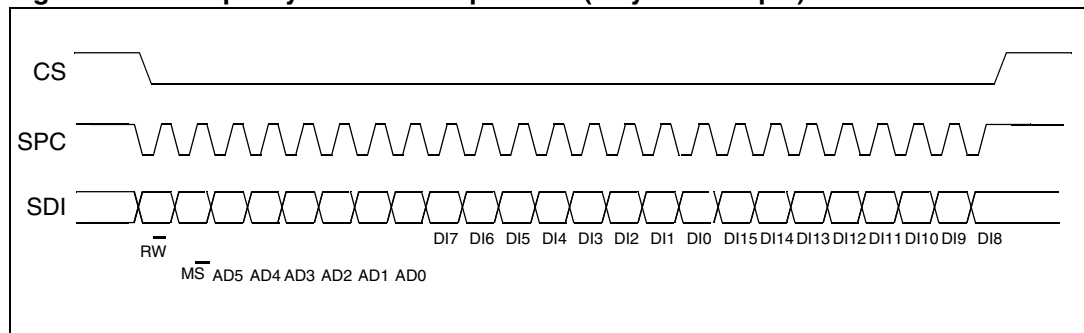 CS
SPC
SDI
DI7 DI6 DI5 DI4 DI3 DI2 DI1 DI0 DI15 DI14 DI13 DI12 DI11 DI10 DI9 DI8
RW
MS AD5 AD4 AD3 AD2 AD1 AD0